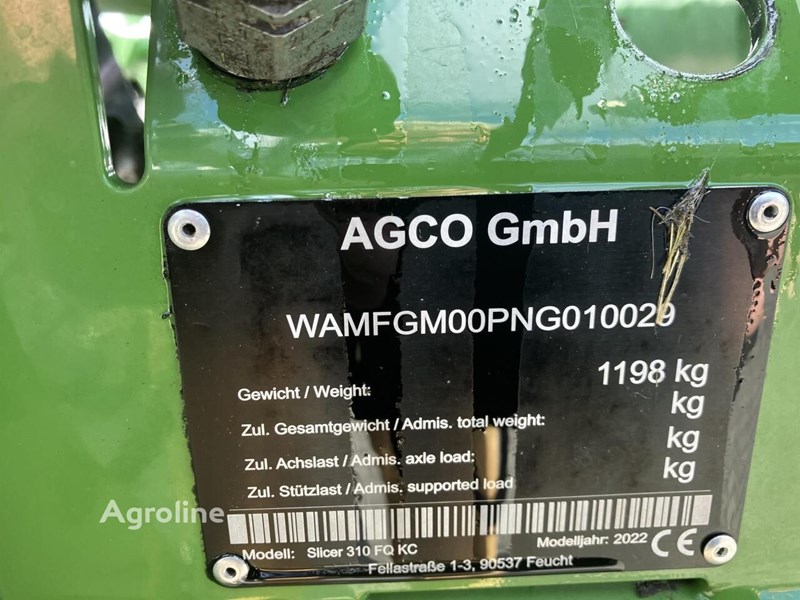 AGCO GmbH
WAMFGM00PNG010029
Gewicht / Weight: 1198 kg
Zul. Gesamtgewicht / Admis. total weight: kg
Zul. Achslast / Admis. axle load: kg
Zul. Stützlast / Admis. supported load kg
Modell: Slicer 310 FQ KC Modelljahr: 2022 CE
Fellastraße 1-3, 90537 Feucht
Agroline